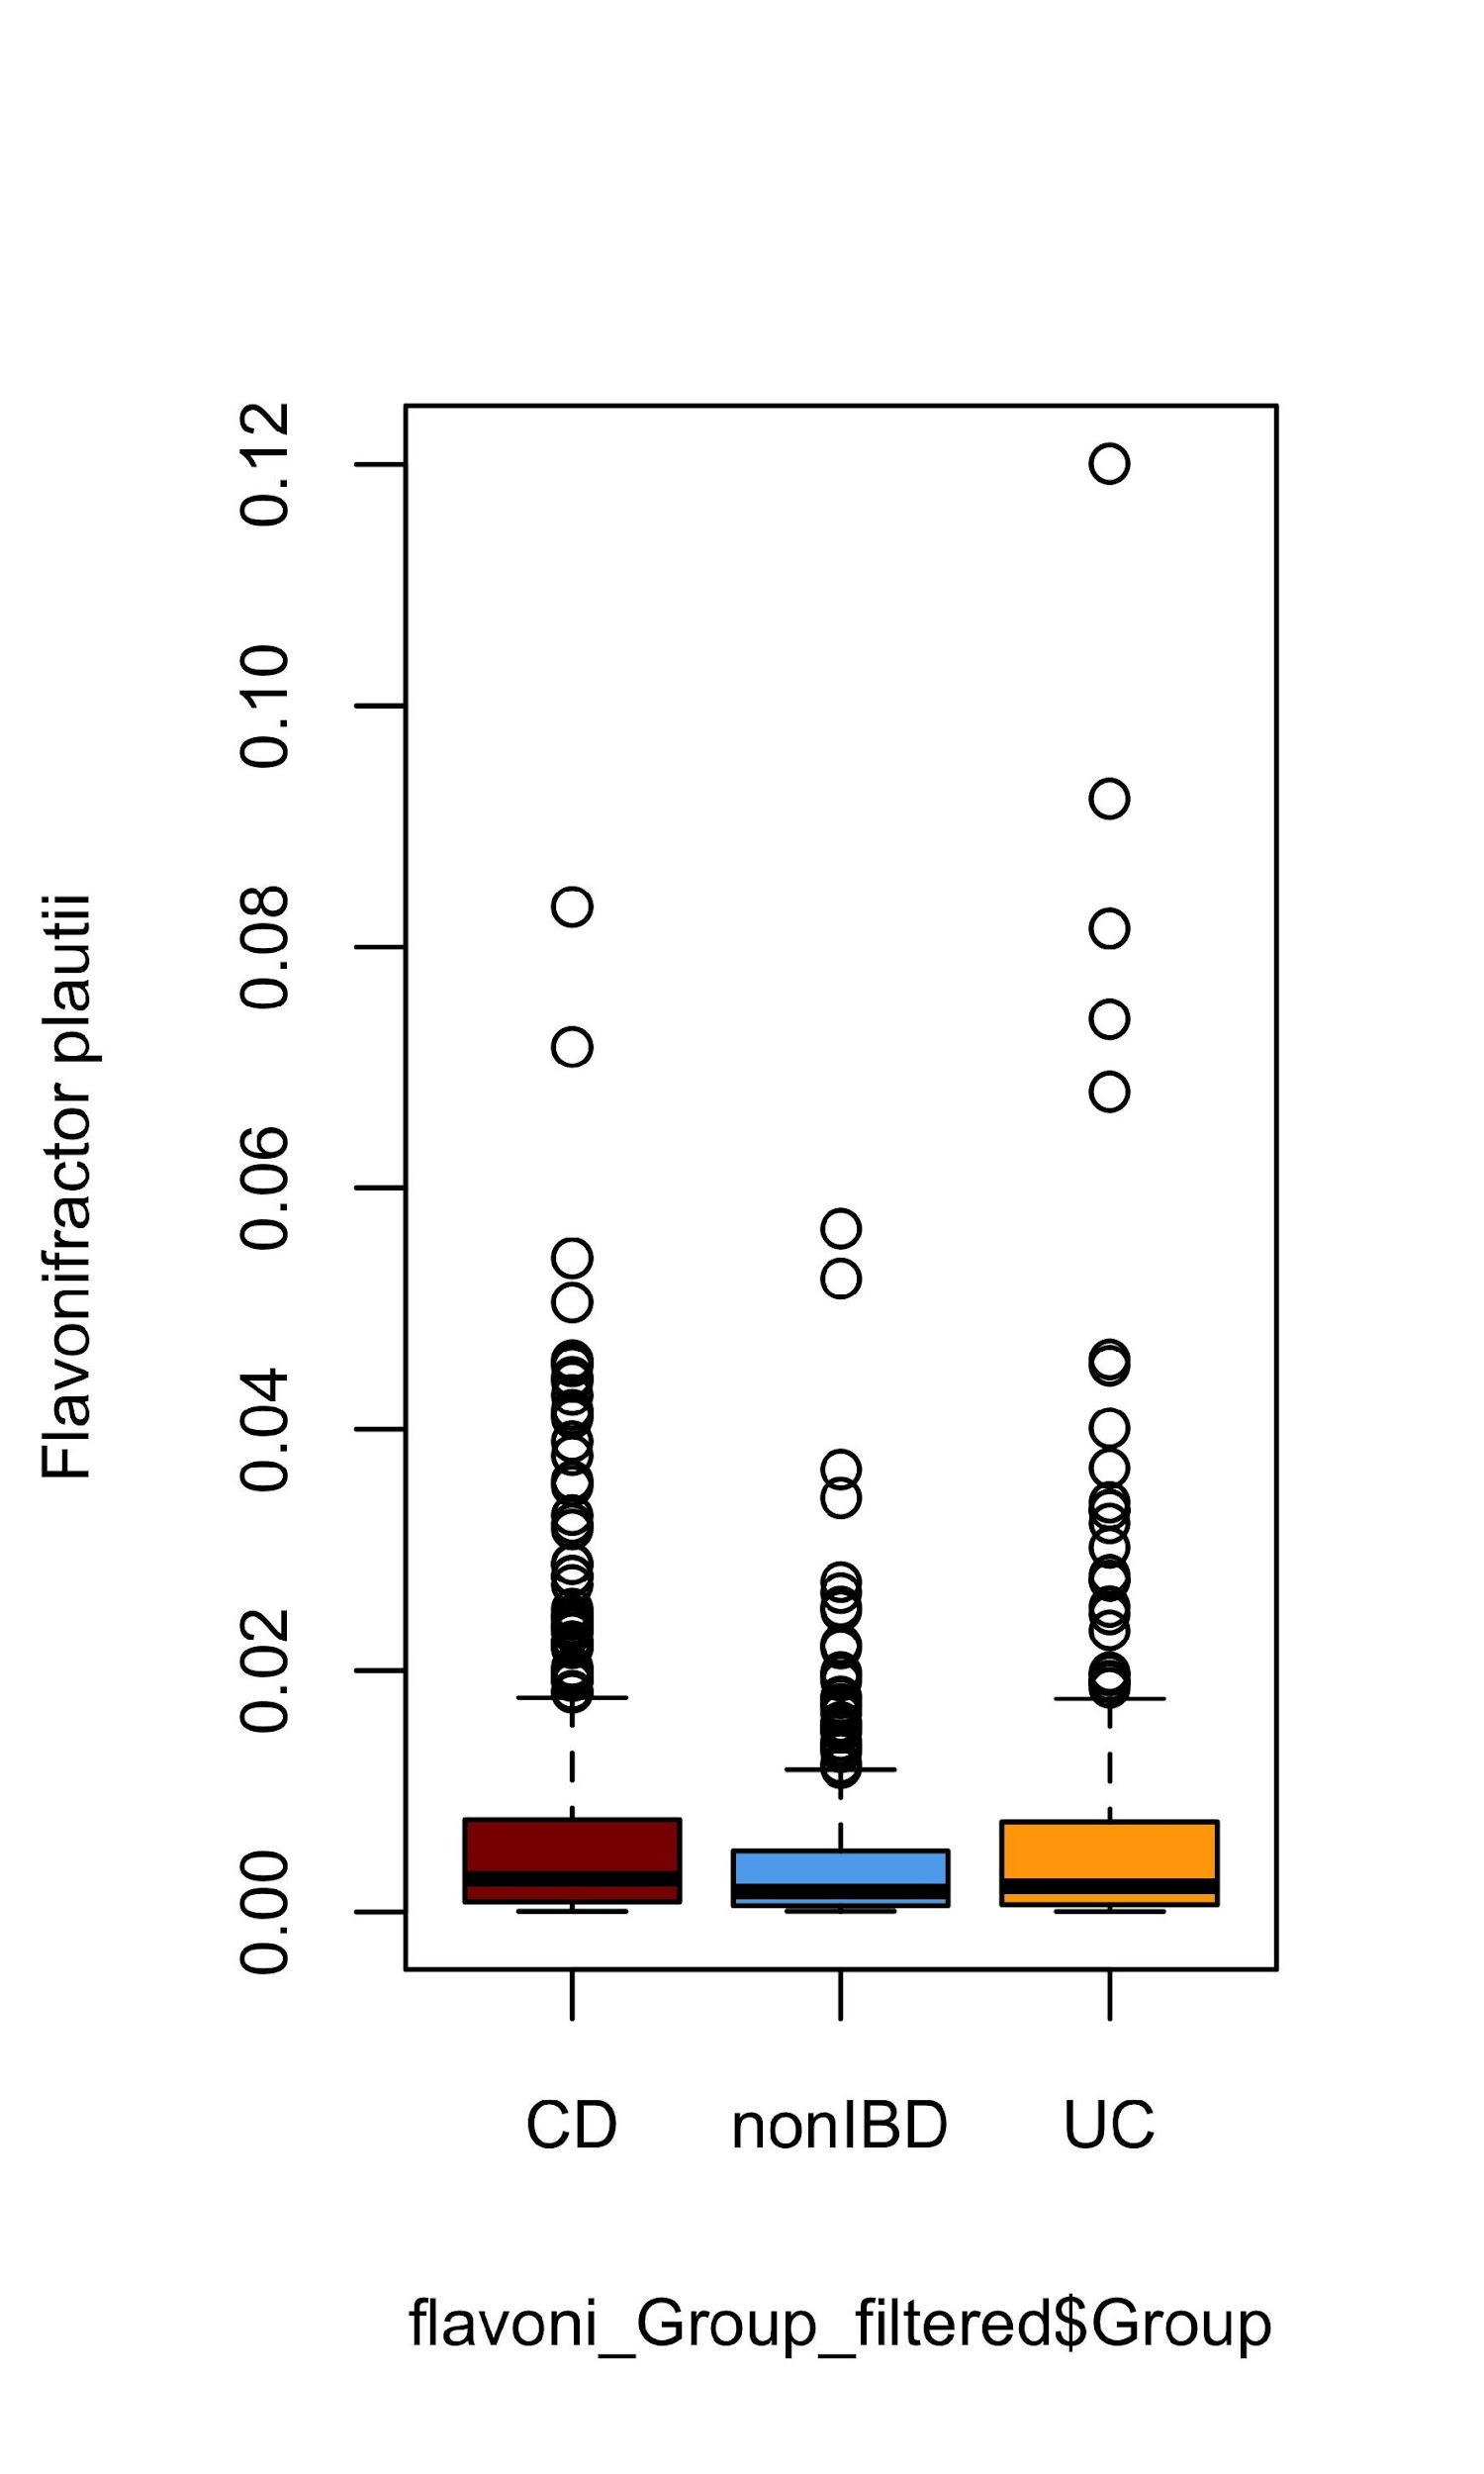 Flavonifractor plautii
0.12
0.10
0.08
0.06
0.04
0.02
0.00
CD nonIBD UC
flavoni_Group_filtered$Group